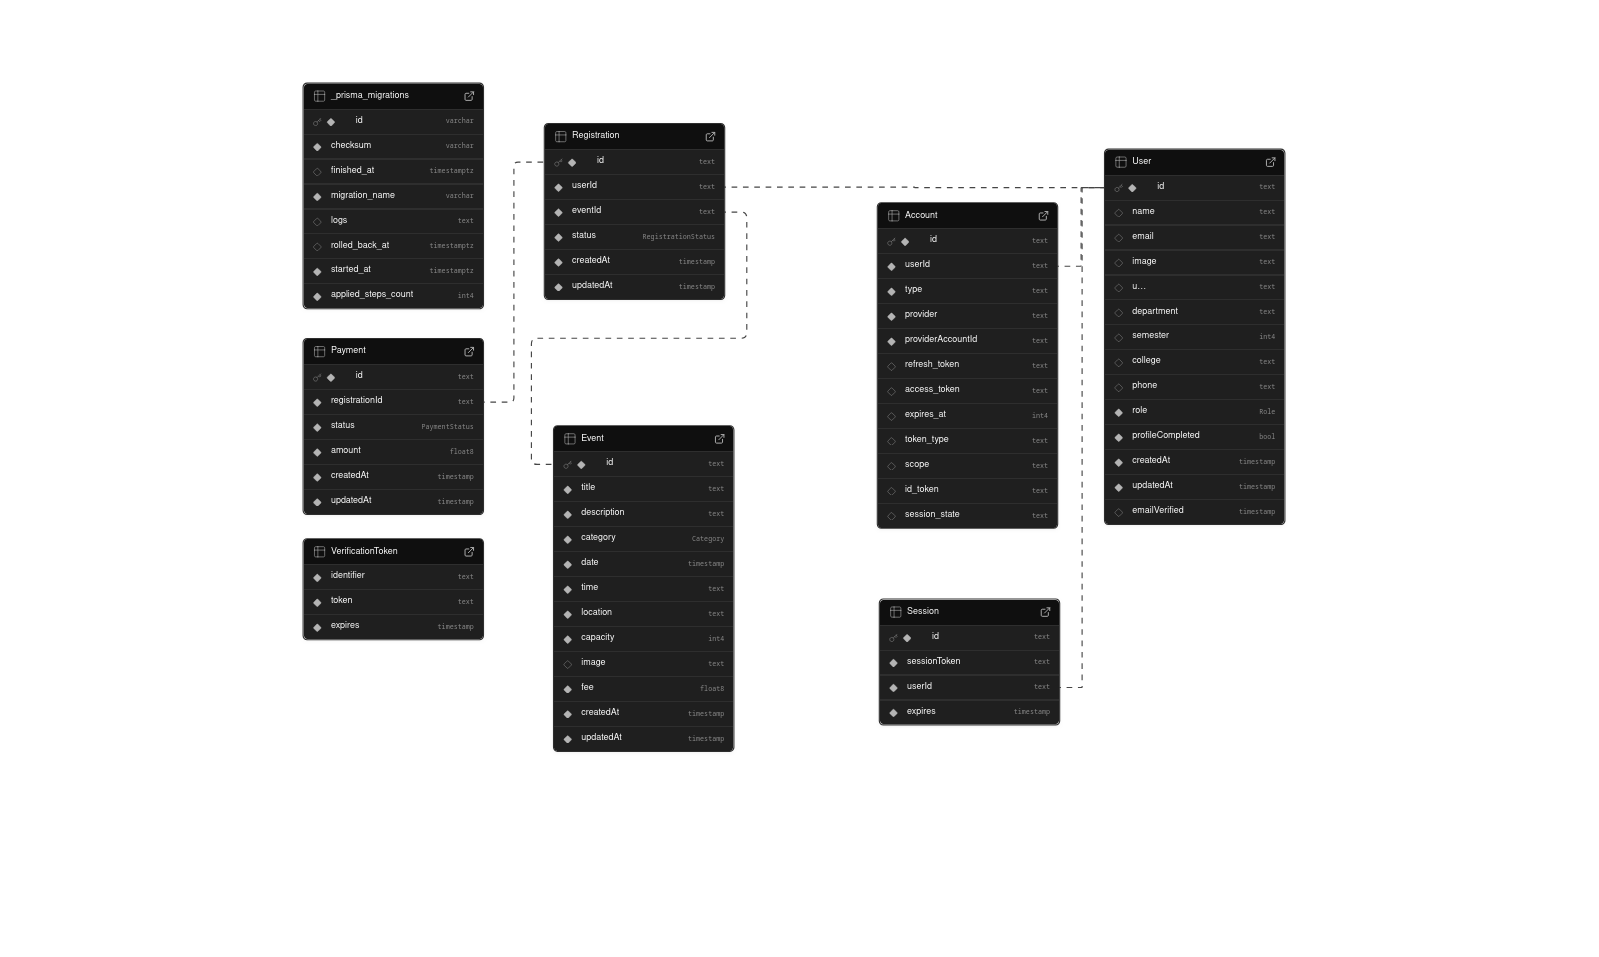 _prisma_migrations
id varchar
checksum varchar
finished_at timestamptz
migration_name varchar
logs text
rolled_back_at timestamptz
started_at timestamptz
applied_steps_count int4
Payment
id text
registrationId text
status PaymentStatus
amount float8
createdAt timestamp
updatedAt timestamp
VerificationToken
identifier text
token text
expires timestamp
Registration
id text
userId text
eventId text
status RegistrationStatus
createdAt timestamp
updatedAt timestamp
Event
id text
title text
description text
category Category
date timestamp
time text
location text
capacity int4
image text
fee float8
createdAt timestamp
updatedAt timestamp
Account
id text
userId text
type text
provider text
providerAccountId text
refresh_token text
access_token text
expires_at int4
token_type text
scope text
id_token text
session_state text
Session
id text
sessionToken text
userId text
expires timestamp
User
id text
name text
email text
image text
u... text
department text
semester int4
college text
phone text
role Role
profileCompleted bool
createdAt timestamp
updatedAt timestamp
emailVerified timestamp